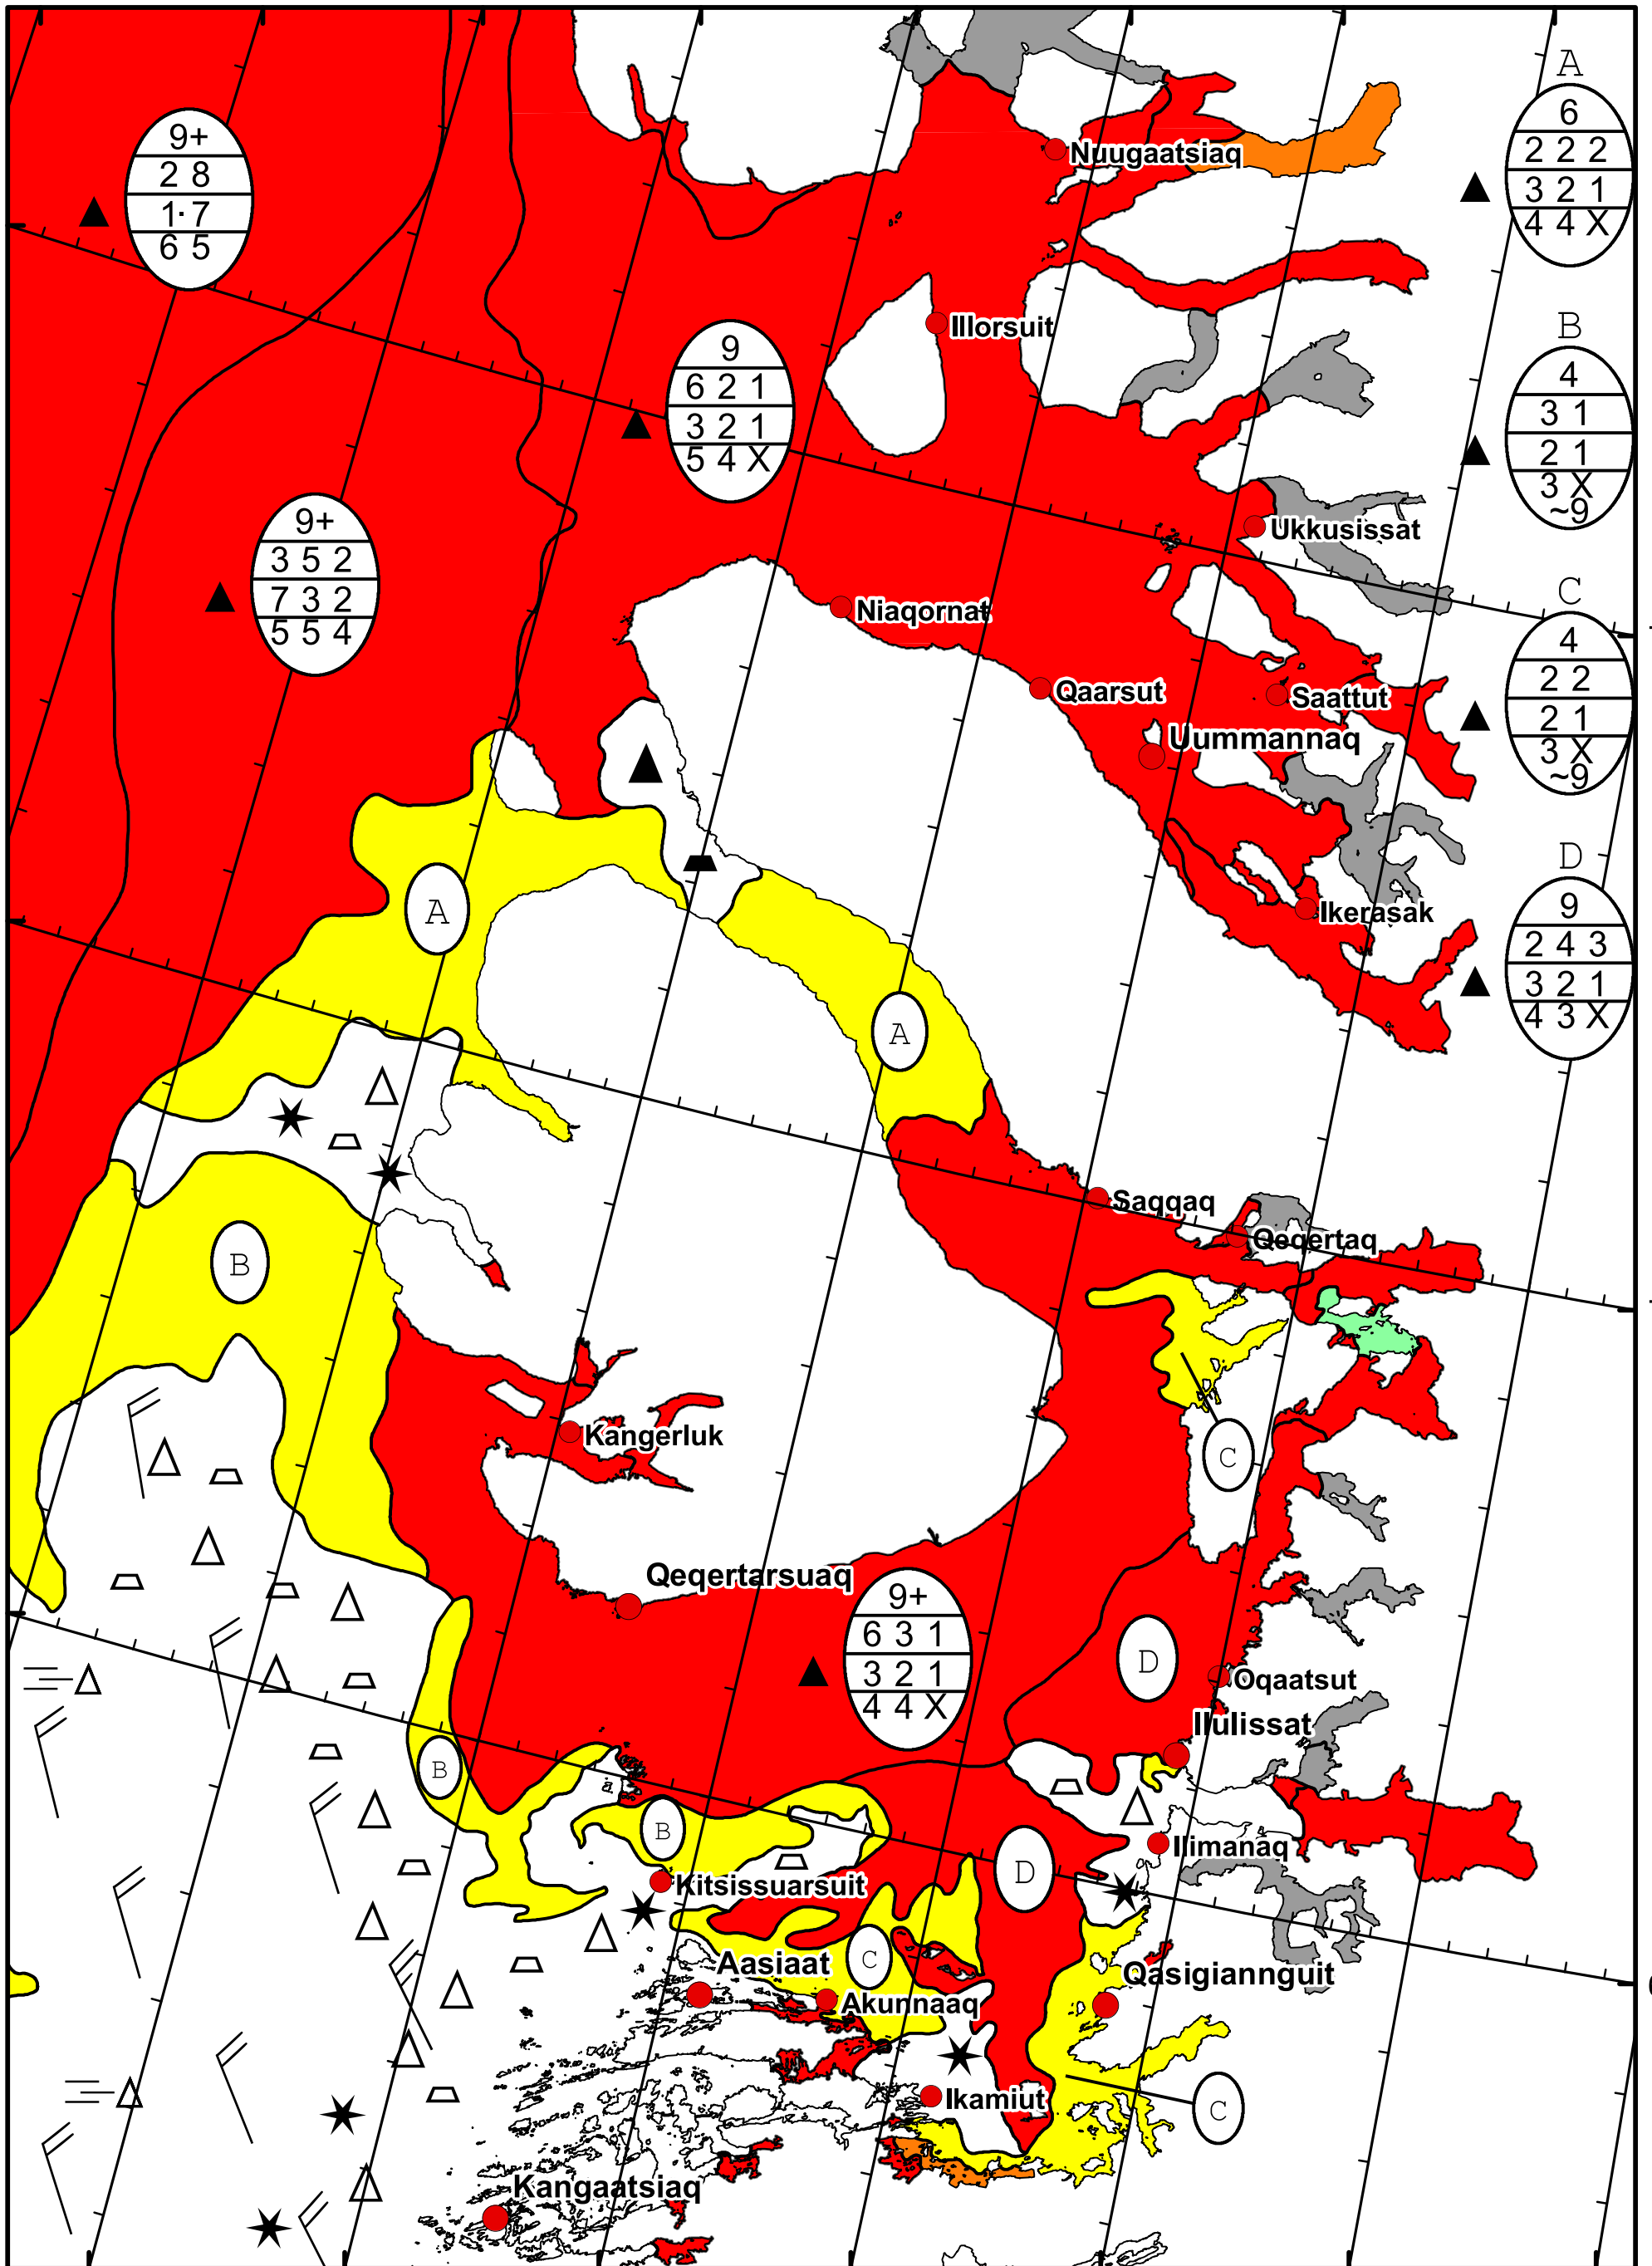 A
6
2 2 2
3 2 1
4 4 X
9+
2 8
1· 7
6 5
Nuugaatsiaq
B
4
3 1
2 1
3 X
~9
Illorsuit
9
6 2 1
3 2 1
5 4 X
9+
3 5 2
7 3 2
5 5 4
Ukkusissat
Niaqornat
C
4
2 2
2 1
3 X
~9
Qaarsut
Saattut
Uummannaq
D
9
2 4 3
3 2 1
4 3 X
A
Ikerasak
A
Saqqaq
Qeqertaq
B
Kangerluk
C
Qeqertarsuaq
9+
6 3 1
3 2 1
4 4 X
D
Oqaatsut
Ilulissat
B
B
Ilimanaq
D
Kitsissuarsuit
C
Aasiaat
Qasigiannguit
Akunnaaq
Ikamiut
C
Kangaatsiaq